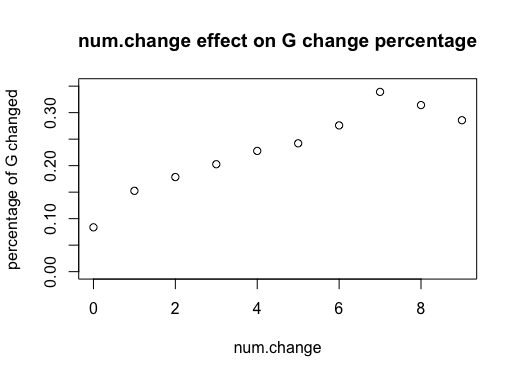 num.change effect on G change percentage
percentage of G changed
0.30
0.20
0.10
0.00
0 2 4 6 8
num.change